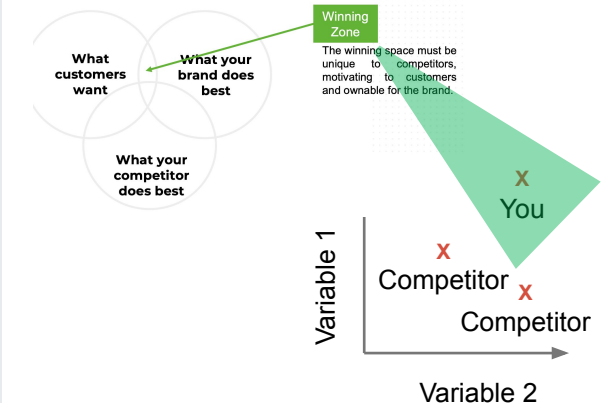 What
customers
want
What your
brand does
best
What your
competitor
does best
Winning
Zone
The winning space must be
unique to competitors,
motivating to customers
and ownable for the brand.
X
You
X
Competitor
X
Competitor
Variable 1
Variable 2